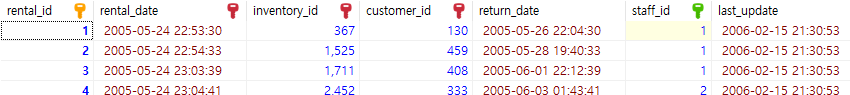 rental_id rental_date inventory_id customer_id return_date staff_id last_update
1 2005-05-24 22:53:30 367 130 2005-05-26 22:04:30 1 2006-02-15 21:30:53
2 2005-05-24 22:54:33 1,525 459 2005-05-28 19:40:33 1 2006-02-15 21:30:53
3 2005-05-24 23:03:39 1,711 408 2005-06-01 22:12:39 1 2006-02-15 21:30:53
4 2005-05-24 23:04:41 2,452 333 2005-06-03 01:43:41 2 2006-02-15 21:30:53